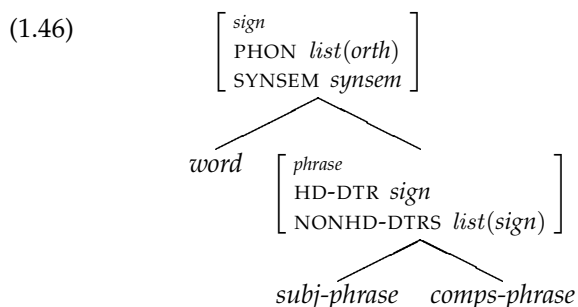 (1.46)
sign
PHON list(orth)
SYNSEM synsem
word
phrase
HD-DTR sign
NONHD-DTRS list(sign)
subj-phrase comps-phrase